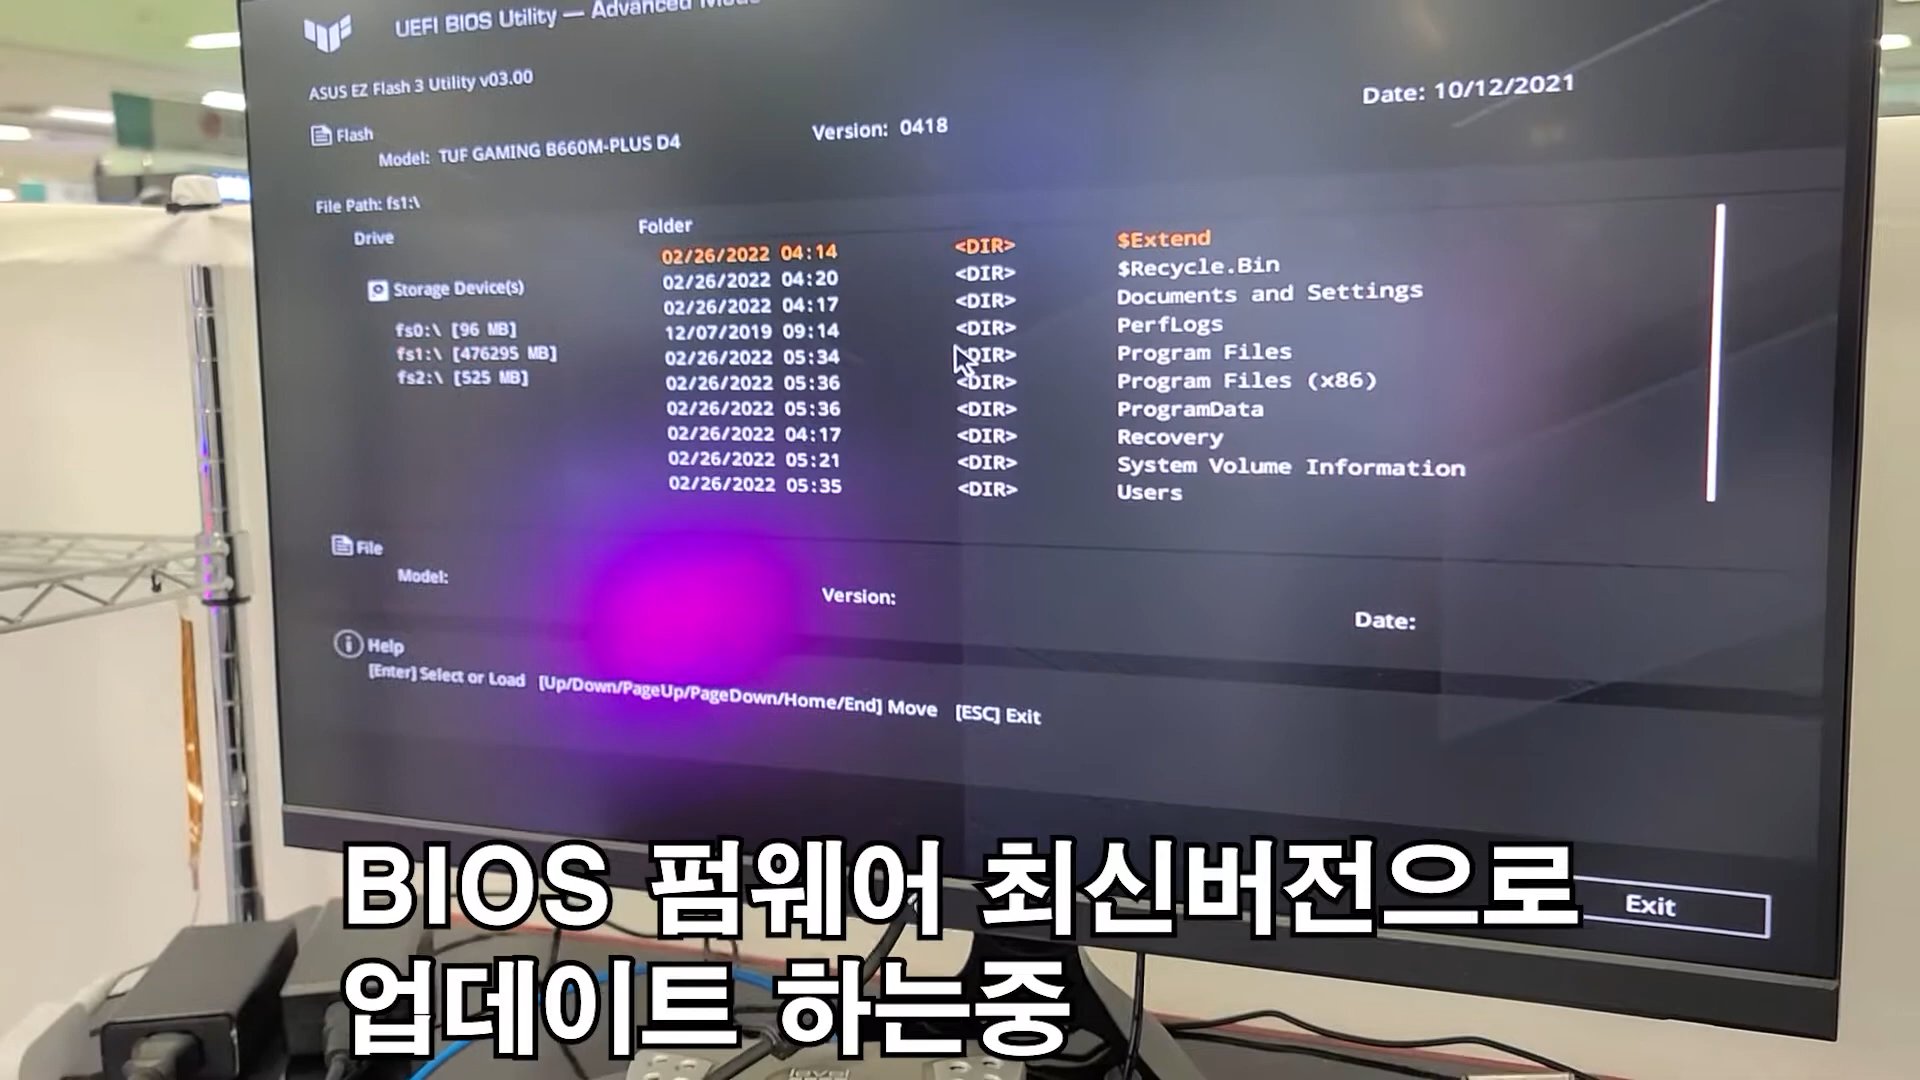 UEFI BIOS Utility — Advanced Mode
ASUS EZ Flash 3 Utility v03.00
Flash
Model: TUF GAMING B660M-PLUS D4
Version: 0418
Date: 10/12/2021
File Path: fs1:\
Drive
Storage Device(s)
fs0:\ [96 MB]
fs1:\ [476295 MB]
fs2:\ [525 MB]
Folder
02/26/2022 04:14 <DIR> $Extend
02/26/2022 04:20 <DIR> $Recycle.Bin
02/26/2022 04:17 <DIR> Documents and Settings
12/07/2019 09:14 <DIR> PerfLogs
02/26/2022 05:34 <DIR> Program Files
02/26/2022 05:36 <DIR> Program Files (x86)
02/26/2022 05:36 <DIR> ProgramData
02/26/2022 04:17 <DIR> Recovery
02/26/2022 05:21 <DIR> System Volume Information
02/26/2022 05:35 <DIR> Users
File
Model:
Version:
Date:
Help
[Enter] Select or Load [Up/Down/PageUp/PageDown/Home/End] Move [ESC] Exit
Exit
BIOS 펌웨어 최신버전으로
업데이트 하는중